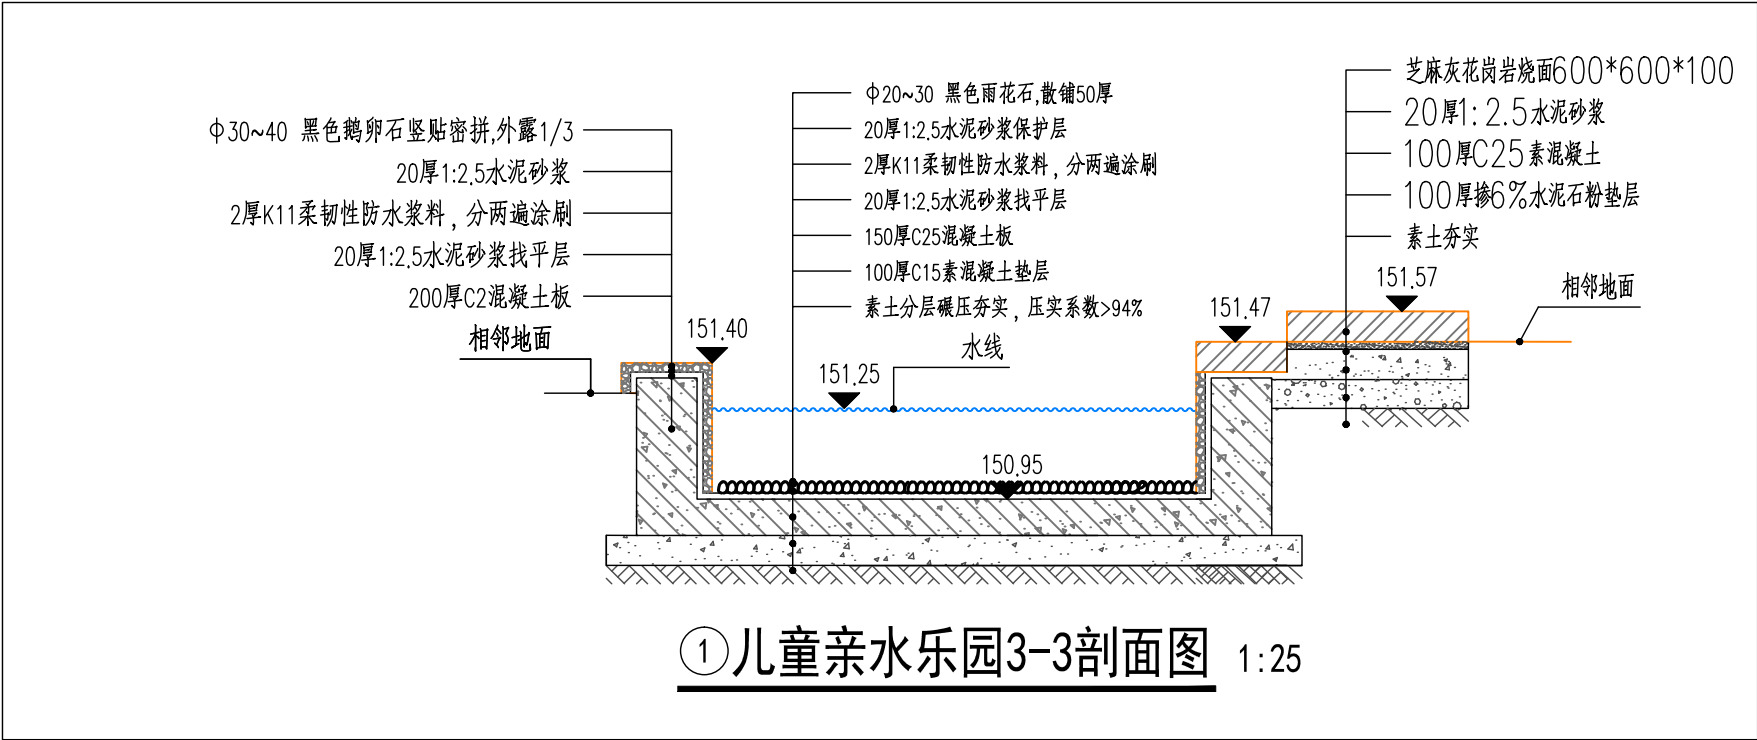 φ30~40 黑色鹅卵石竖贴密拼,外露1/3
20厚1:2.5水泥砂浆
2厚K11柔韧性防水浆料，分两遍涂刷
20厚1:2.5水泥砂浆找平层
200厚C2混凝土板
相邻地面
151.40
φ20~30 黑色雨花石,散铺50厚
20厚1:2.5水泥砂浆保护层
2厚K11柔韧性防水浆料，分两遍涂刷
20厚1:2.5水泥砂浆找平层
150厚C25混凝土板
100厚C15素混凝土垫层
素土分层碾压夯实，压实系数>94%
水线
151.25
150.95
芝麻灰花岗岩烧面600*600*100
20厚1:2.5水泥砂浆
100厚C25素混凝土
100厚掺6%水泥石粉垫层
素土夯实
151.57
151.47
相邻地面
1 儿童亲水乐园3-3剖面图 1:25